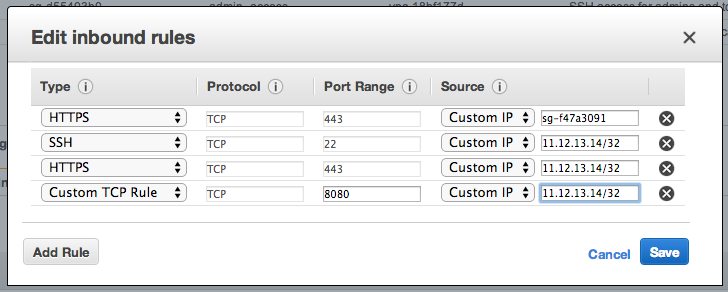 Edit inbound rules
Type Protocol Port Range Source
HTTPS TCP 443 Custom IP sg-f47a3091
SSH TCP 22 Custom IP 11.12.13.14/32
HTTPS TCP 443 Custom IP 11.12.13.14/32
Custom TCP Rule TCP 8080 Custom IP 11.12.13.14/32
Add Rule Cancel Save